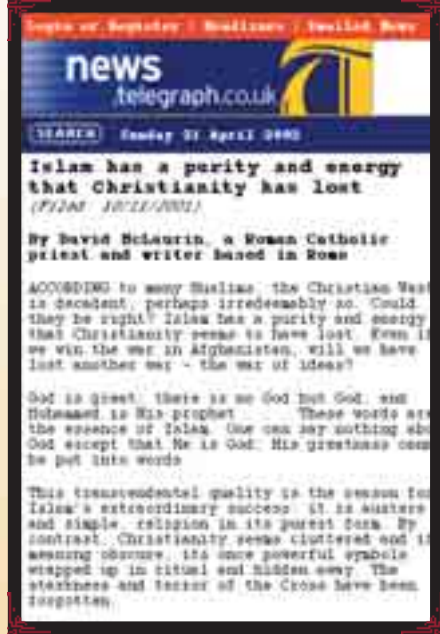 Login or Register | Headlines | Emailed News
news
.telegraph.co.uk
SEARCH Sunday 21 April 2002
Islam has a purity and energy
that Christianity has lost
(Filed 10/11/2001)
By David McLaurin, a Roman Catholic
priest and writer based in Rome
ACCORDING to many Muslims, the Christian West
is decadent, perhaps irredeemably so. Could
they be right? Islam has a purity and energy
that Christianity seems to have lost. Even if
we win the war in Afghanistan, will we have
lost another war - the war of ideas?
God is great, there is no God but God, and
Mohammed is His prophet . . . These words are
the essence of Islam. One can say nothing abo
God except that He is God. His greatness cann
be put into words.
This transcendental quality is the reason for
Islam's extraordinary success: it is austere
and simple, religion in its purest form. By
contrast, Christianity seems cluttered and i
meaning obscure, its once powerful symbols
wrapped up in ritual and hidden away. The
starkness and terror of the Cross have been
forgotten.